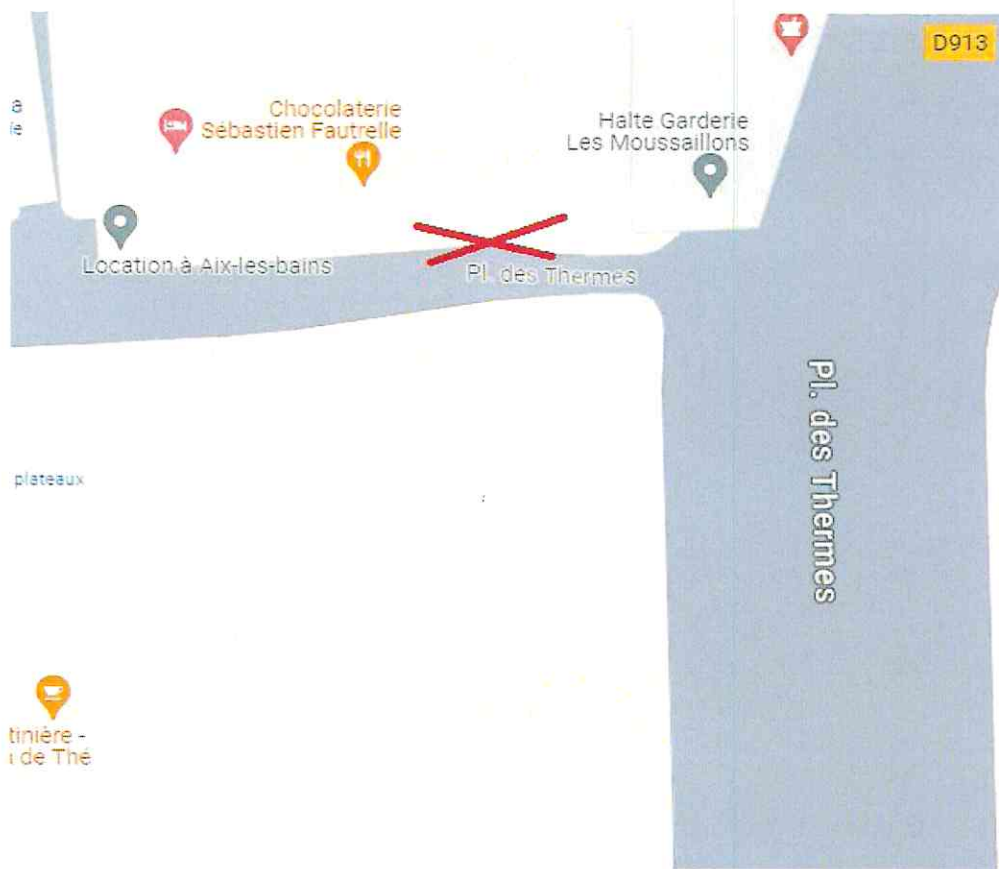 D913
Chocolaterie
Sébastien Fautrelle
Halte Garderie
Les Moussaillons
Location à Aix-les-bains
Pl. des Thermes
Pl. des Thermes
plateaux
tinière -
de Thé